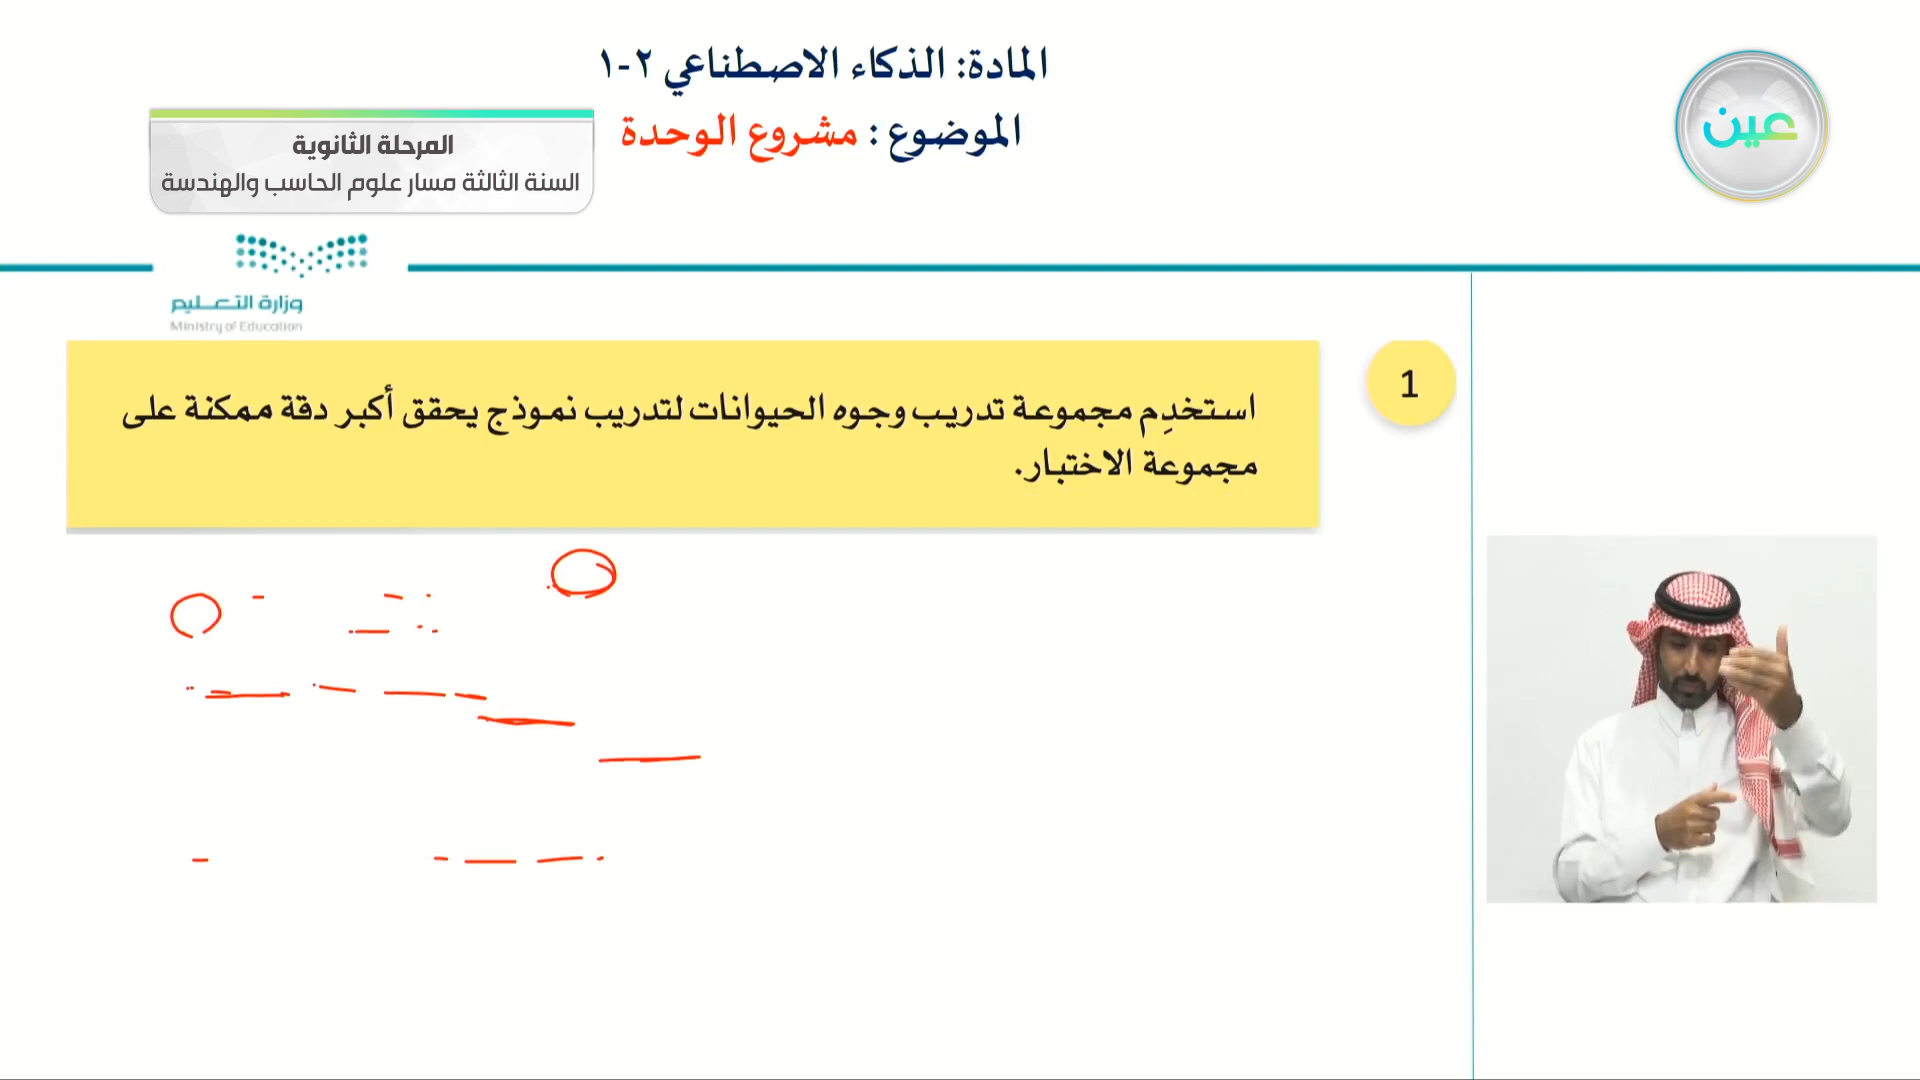 المادة: الذكاء الاصطناعي ٢-١
الموضوع : مشروع الوحدة
عين
المرحلة الثانوية
السنة الثالثة مسار علوم الحاسب والهندسة
وزارة التعليم
Ministry of Education
1
استخدِم مجموعة تدريب وجوه الحيوانات لتدريب نموذج يحقق أكبر دقة ممكنة على
مجموعة الاختبار.